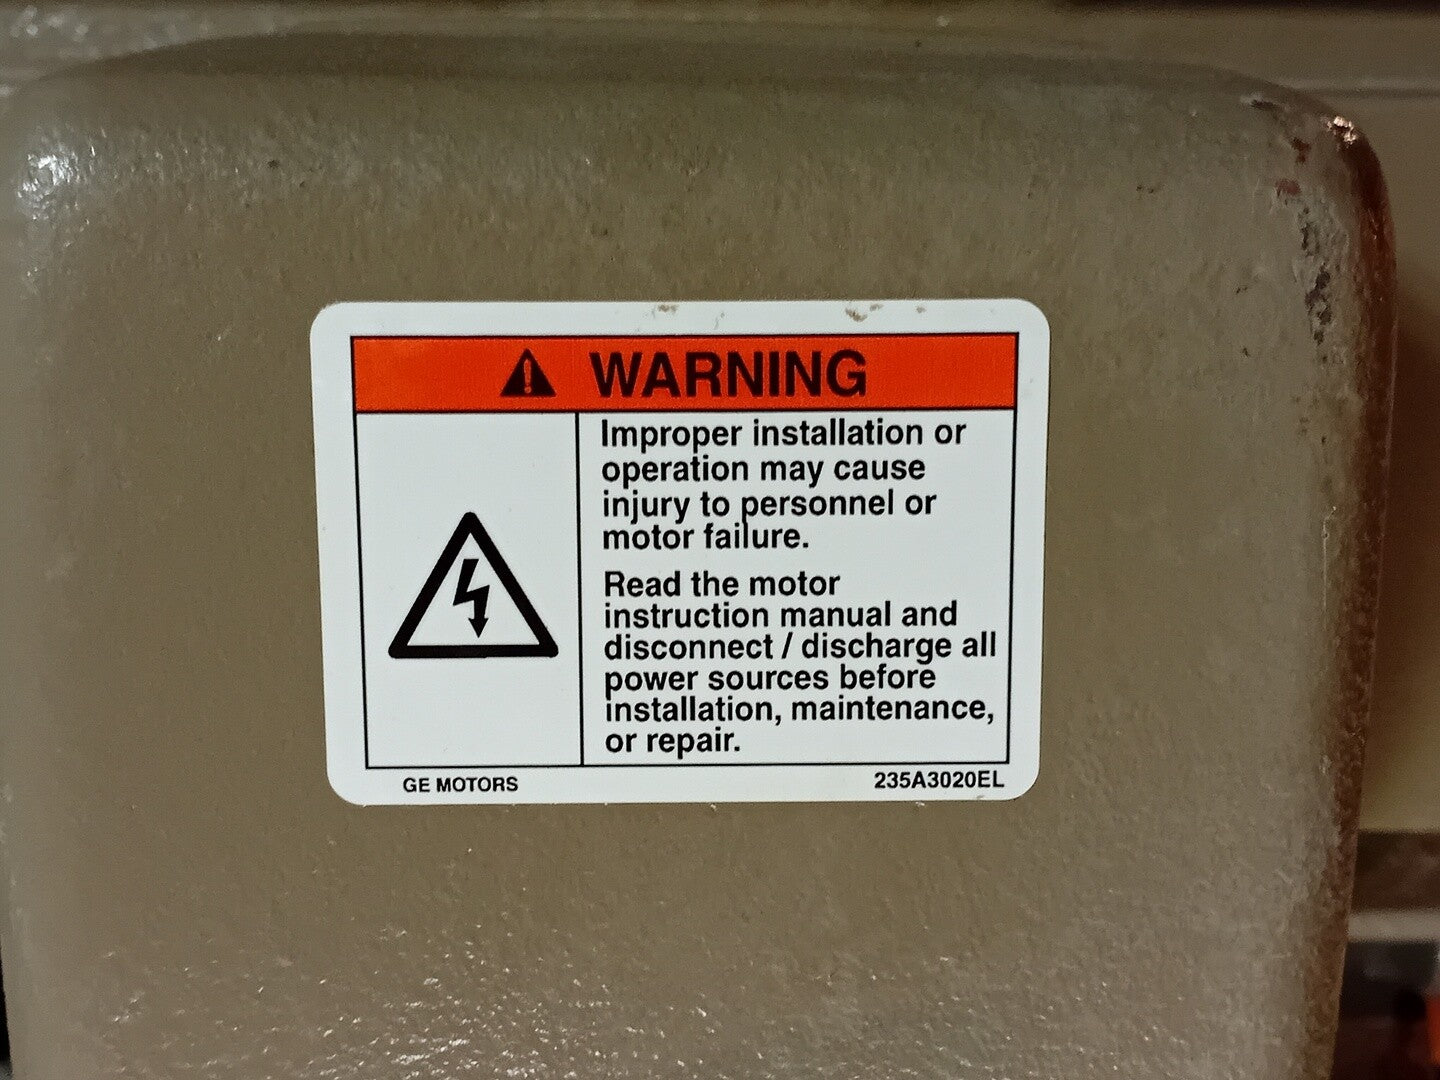 WARNING
Improper installation or
operation may cause
injury to personnel or
motor failure.
Read the motor
instruction manual and
disconnect / discharge all
power sources before
installation, maintenance,
or repair.
GE MOTORS
235A3020EL